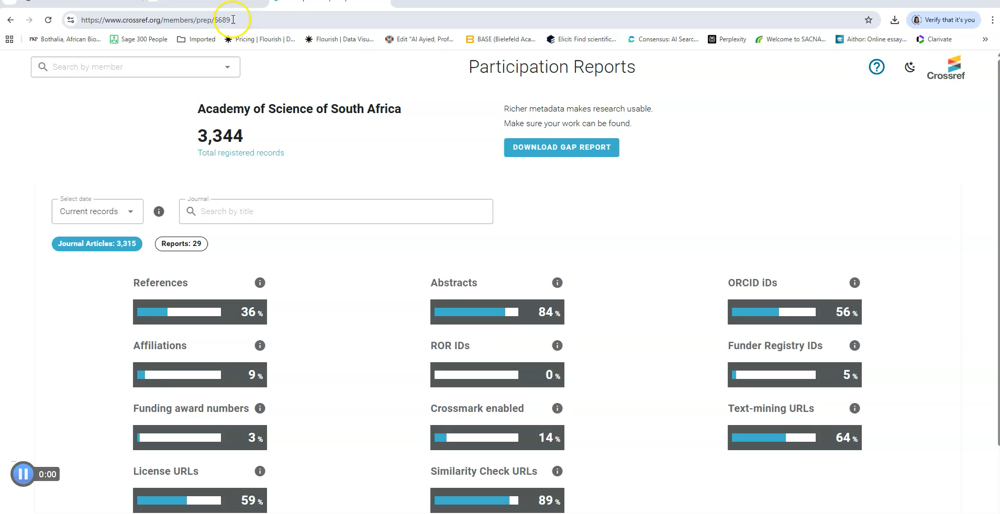 https://www.crossref.org/members/prep/6689
Verify that it's you
PKP Bothalia, African Bio...
Sage 300 People
Imported
Pricing | Flourish | D...
Flourish | Data Visu...
Edit "Al Ayied, Prof...
BASE (Bielefeld Aca...
Elicit: Find scientific...
Consensus: AI Searc...
Perplexity
Welcome to SACNA...
Aithor: Online essay...
Clarivate
»
Search by member
Participation Reports
Crossref
Academy of Science of South Africa
Richer metadata makes research usable.
Make sure your work can be found.
3,344
Total registered records
DOWNLOAD GAP REPORT
Select date
Current records
Journal
Search by title
Journal Articles: 3,315
Reports: 29
References
Abstracts
ORCID iDs
36 %
84 %
56 %
Affiliations
ROR IDs
Funder Registry IDs
9 %
0 %
5 %
Funding award numbers
Crossmark enabled
Text-mining URLs
3 %
14 %
64 %
0:00
License URLs
Similarity Check URLs
59 %
89 %